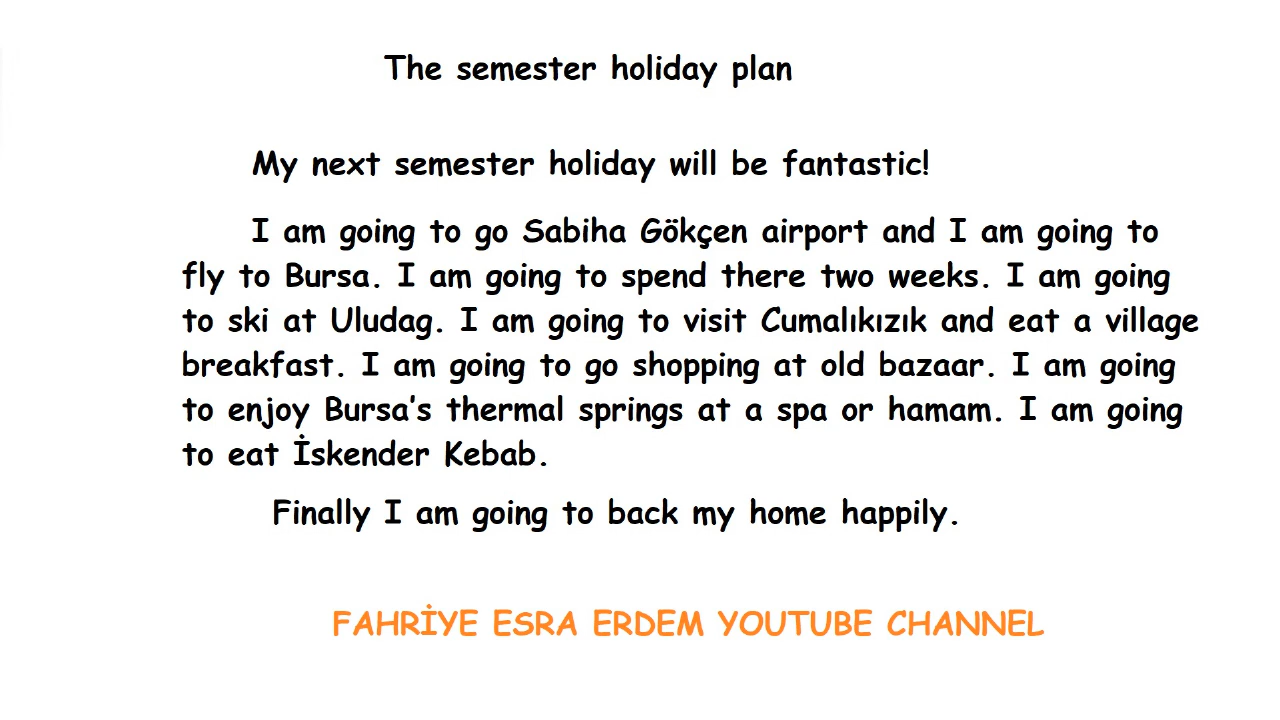 The semester holiday plan
My next semester holiday will be fantastic!
I am going to go Sabiha Gökçen airport and I am going to
fly to Bursa. I am going to spend there two weeks. I am going
to ski at Uludag. I am going to visit Cumalıkızık and eat a village
breakfast. I am going to go shopping at old bazaar. I am going
to enjoy Bursa's thermal springs at a spa or hamam. I am going
to eat İskender Kebab.
Finally I am going to back my home happily.
FAHRİYE ESRA ERDEM YOUTUBE CHANNEL